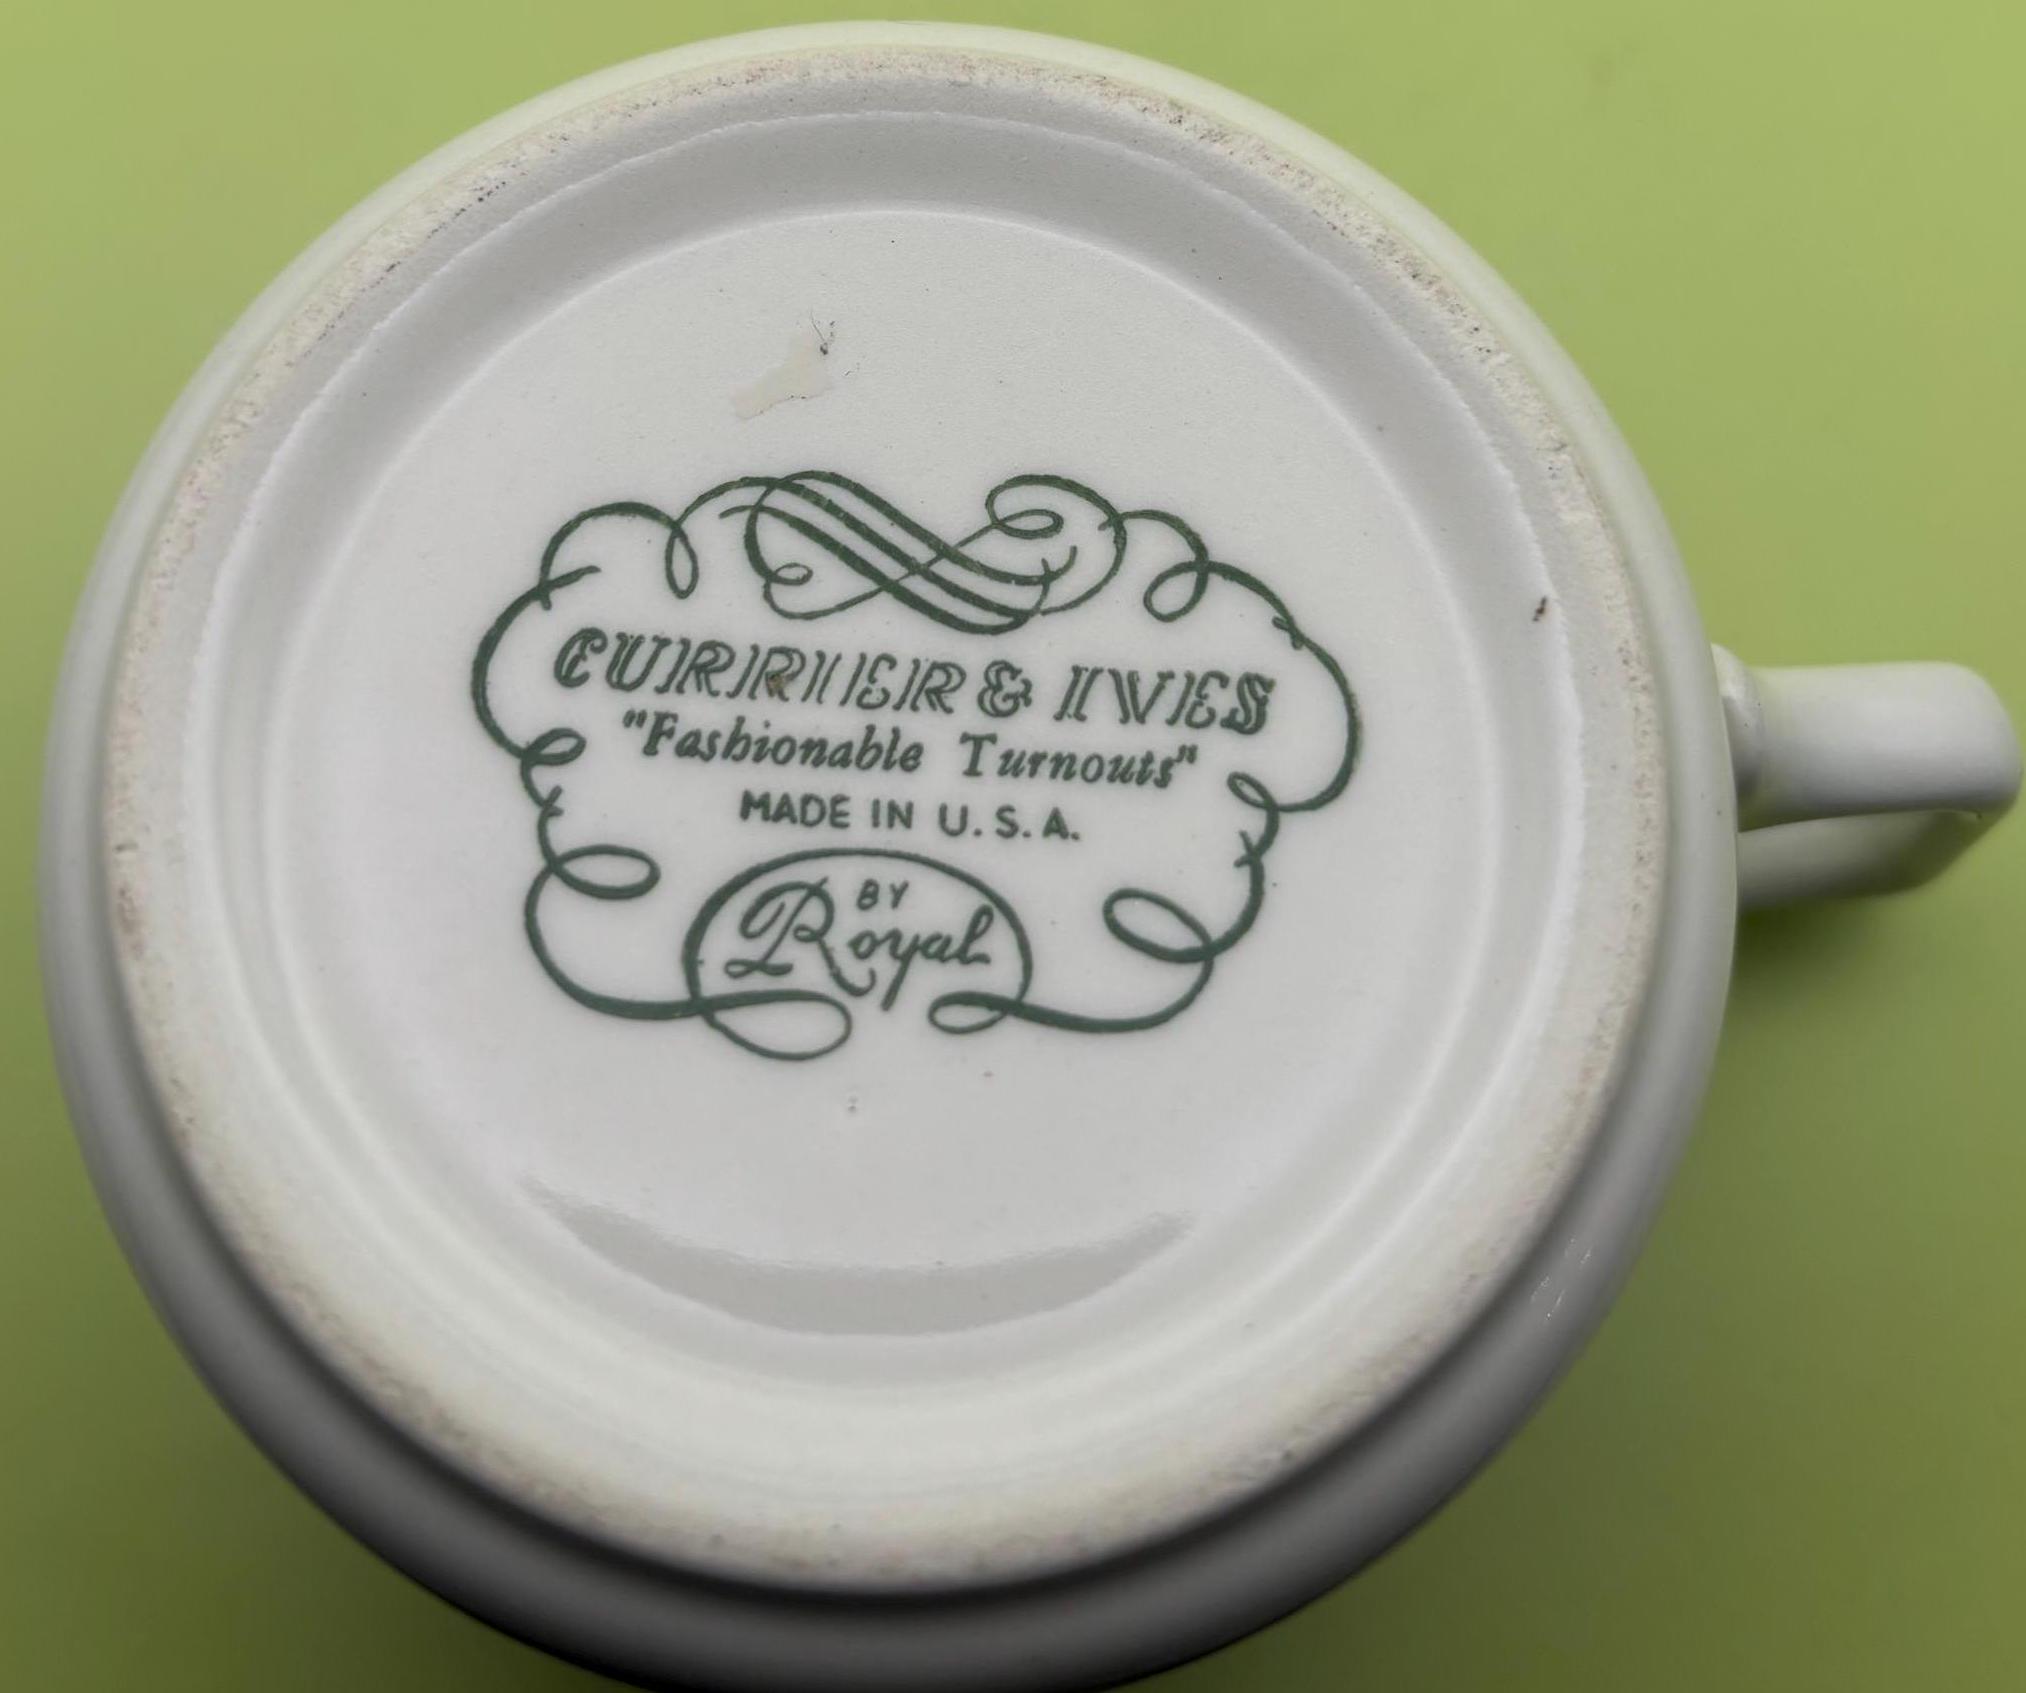 CURRIER & IVES
"Fashionable Turnouts"
MADE IN U.S.A.
BY
Royal